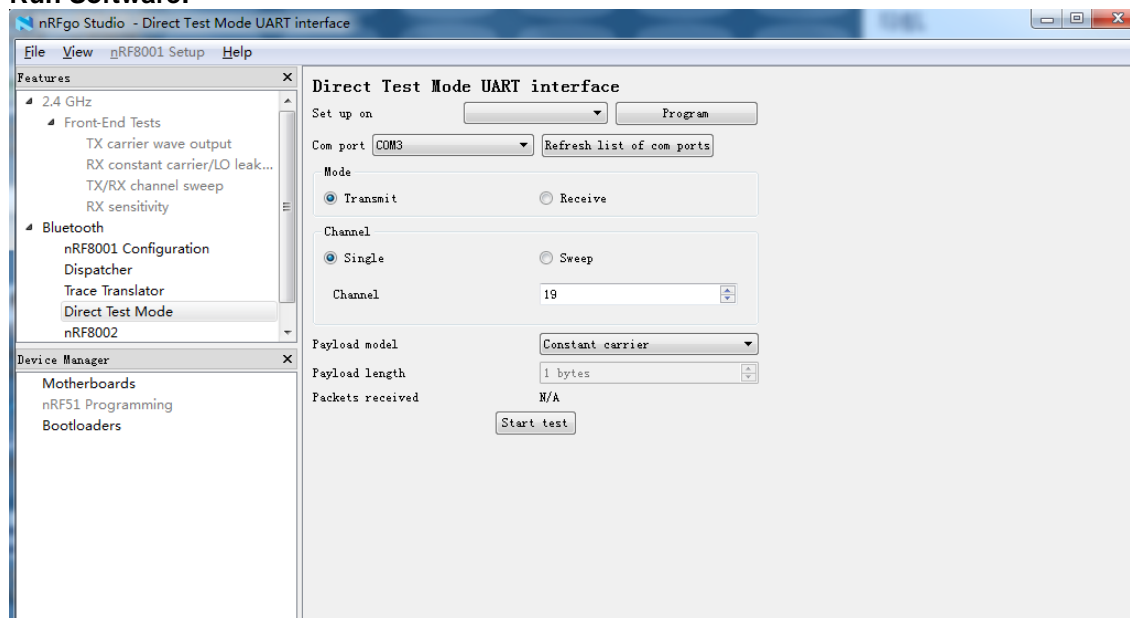 Run Software.
nRFgo Studio - Direct Test Mode UART interface
File View nRF8001 Setup Help
Features
2.4 GHz
Front-End Tests
TX carrier wave output
RX constant carrier/LO leak...
TX/RX channel sweep
RX sensitivity
Bluetooth
nRF8001 Configuration
Dispatcher
Trace Translator
Direct Test Mode
nRF8002
Device Manager
Motherboards
nRF51 Programming
Bootloaders
Direct Test Mode UART interface
Set up on Program
Com port COM3 Refresh list of com ports
Mode
Transmit Receive
Channel
Single Sweep
Channel 19
Payload model Constant carrier
Payload length 1 bytes
Packets received N/A
Start test